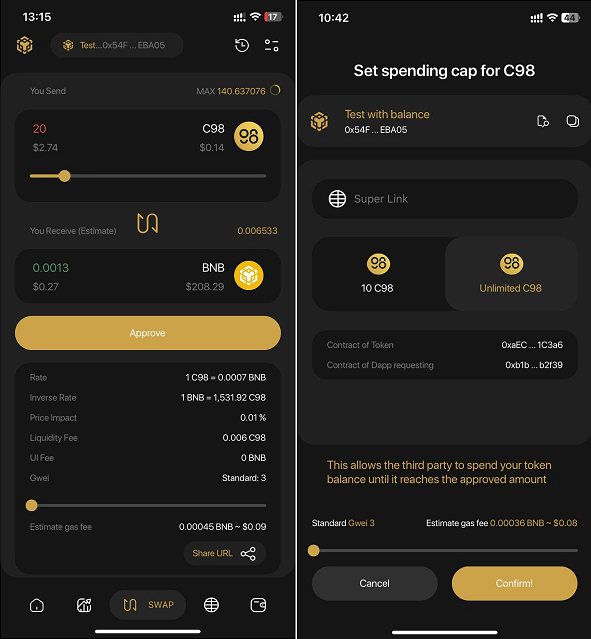 13:15
17
Test...0x54F ... EBA05
You Send
MAX 140.637076
20
C98
$2.74
$0.14
You Receive (Estimate)
0.006533
0.0013
BNB
$0.27
$208.29
Approve
Rate
1 C98 = 0.0007 BNB
Inverse Rate
1 BNB = 1,531.92 C98
Price Impact
0.01 %
Liquidity Fee
0.006 C98
UI Fee
0 BNB
Gwei
Standard: 3
Estimate gas fee
0.00045 BNB ~ $0.09
Share URL
SWAP
10:42
44
Set spending cap for C98
Test with balance
0x54F ... EBA05
Super Link
10 C98
Unlimited C98
Contract of Token
0xaEC ... 1C3a6
Contract of Dapp requesting
0xb1b ... b2f39
This allows the third party to spend your token
balance until it reaches the approved amount
Standard Gwei 3
Estimate gas fee 0.00036 BNB ~ $0.08
Cancel
Confirm!